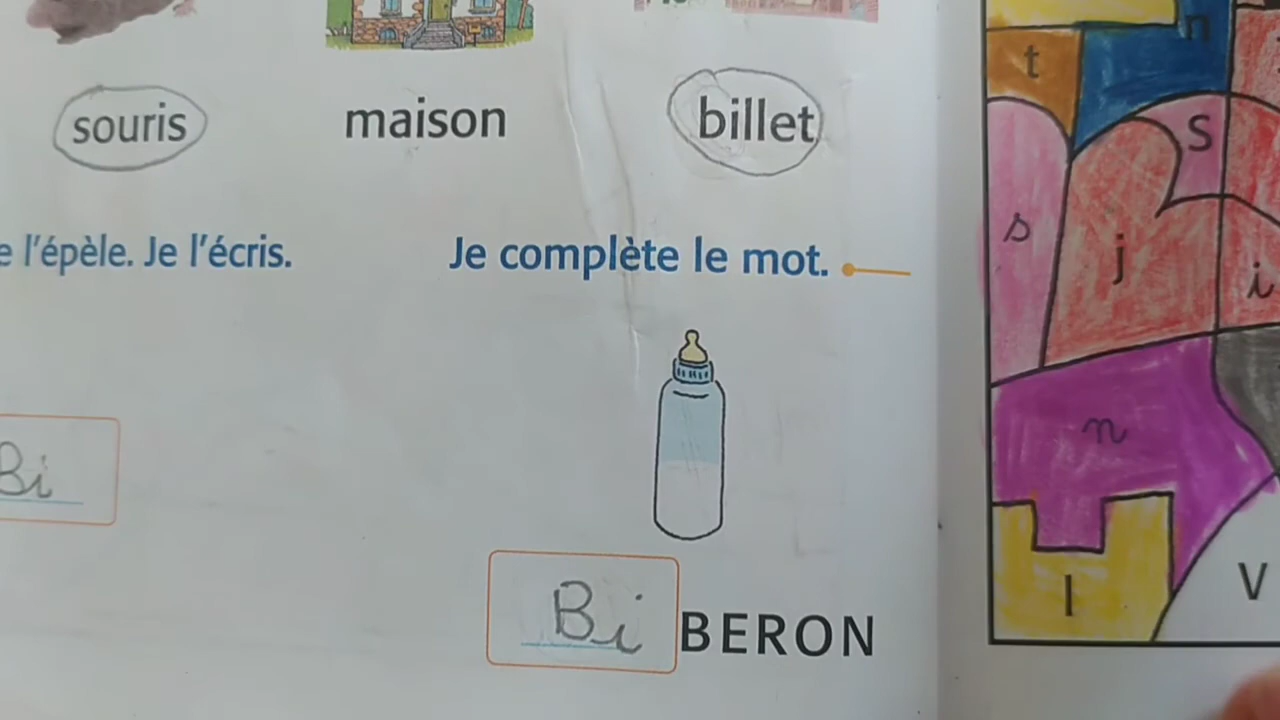 souris maison billet
e l'épèle. Je l'écris. Je complète le mot.
Bi
Bi BERON
t n
s
s j i
n
l v